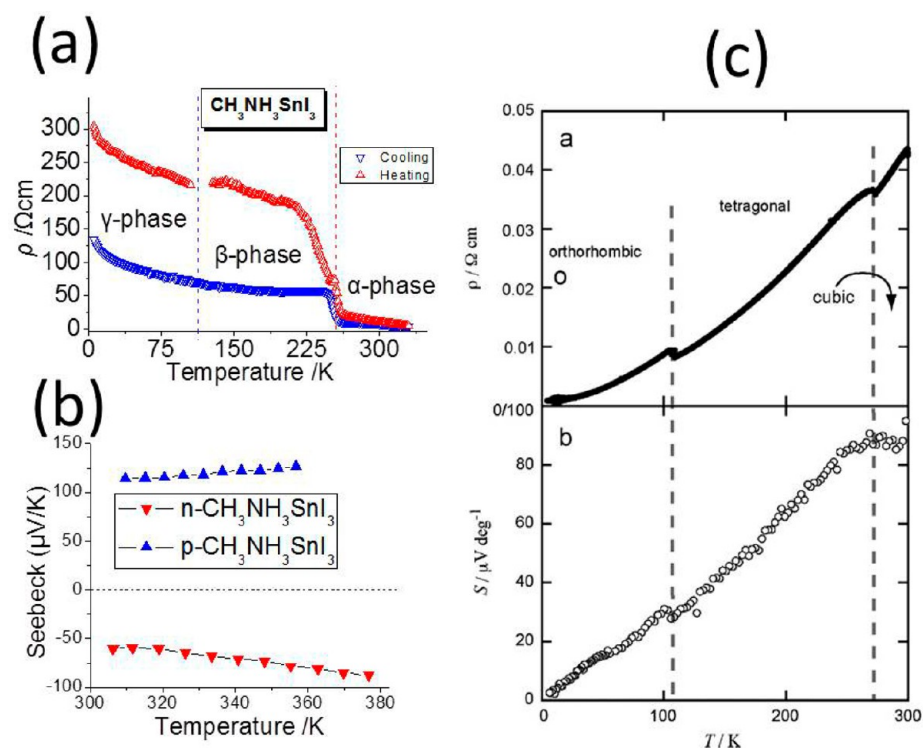 (a)
CH₃NH₃SnI₃
300
250
200
150
100
50
0
ρ /Ωcm
▽ Cooling
△ Heating
γ-phase
β-phase
α-phase
0 75 150 225 300
Temperature /K
(b)
150
125
100
50
0
-50
-100
Seebeck (µV/K)
n-CH₃NH₃SnI₃
p-CH₃NH₃SnI₃
300 320 340 360 380
Temperature /K
(c)
a
0.05
0.04
0.03
0.02
0.01
0/100
ρ / Ω cm
orthorhombic
O
tetragonal
cubic
b
80
60
40
20
0
S / µV deg⁻¹
0 100 200 300
T / K